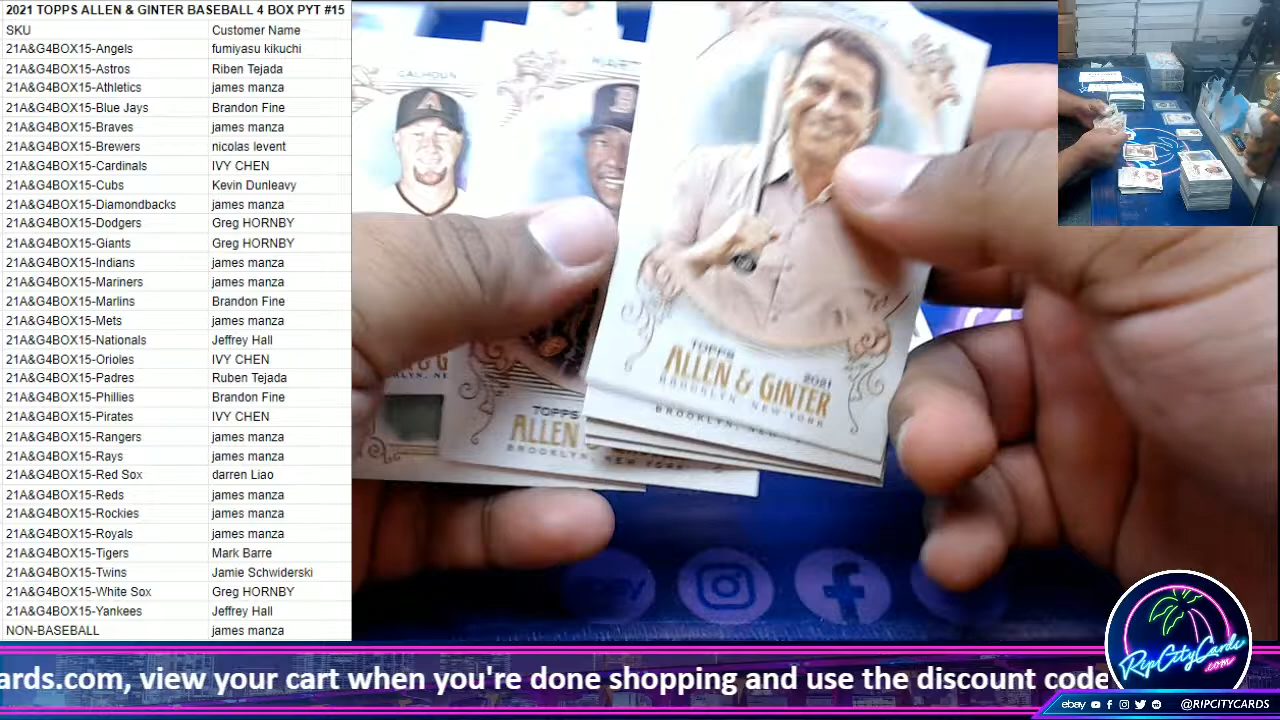 2021 TOPPS ALLEN & GINTER BASEBALL 4 BOX PYT #15
SKU Customer Name
21A&G4BOX15-Angels fumiyasu kikuchi
21A&G4BOX15-Astros Riben Tejada
21A&G4BOX15-Athletics james manza
21A&G4BOX15-Blue Jays Brandon Fine
21A&G4BOX15-Braves james manza
21A&G4BOX15-Brewers nicolas levent
21A&G4BOX15-Cardinals IVY CHEN
21A&G4BOX15-Cubs Kevin Dunleavy
21A&G4BOX15-Diamondbacks james manza
21A&G4BOX15-Dodgers Greg HORNBY
21A&G4BOX15-Giants Greg HORNBY
21A&G4BOX15-Indians james manza
21A&G4BOX15-Mariners james manza
21A&G4BOX15-Marlins Brandon Fine
21A&G4BOX15-Mets james manza
21A&G4BOX15-Nationals Jeffrey Hall
21A&G4BOX15-Orioles IVY CHEN
21A&G4BOX15-Padres Ruben Tejada
21A&G4BOX15-Phillies Brandon Fine
21A&G4BOX15-Pirates IVY CHEN
21A&G4BOX15-Rangers james manza
21A&G4BOX15-Rays james manza
21A&G4BOX15-Red Sox darren Liao
21A&G4BOX15-Reds james manza
21A&G4BOX15-Rockies james manza
21A&G4BOX15-Royals james manza
21A&G4BOX15-Tigers Mark Barre
21A&G4BOX15-Twins Jamie Schwiderski
21A&G4BOX15-White Sox Greg HORNBY
21A&G4BOX15-Yankees Jeffrey Hall
NON-BASEBALL james manza
CALHOUN
TOPPS
ALLEN
BROOKLYN, NEW YORK
TOPPS 2021
ALLEN & GINTER
BROOKLYN, NEW YORK
BROOKLYN, NEW YORK
RipCityCards
.com
ards.com, view your cart when you're done shopping and use the discount code
ebay @RIPCITYCARDS